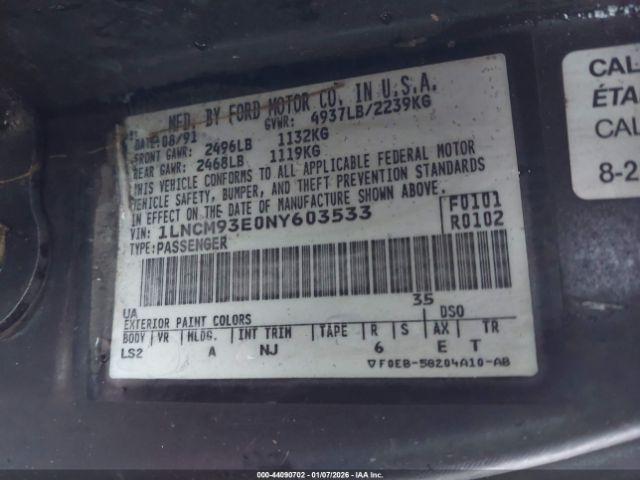 MFD. BY FORD MOTOR CO. IN U.S.A.
DATE: 08/91 GVWR: 4937LB/2239KG
FRONT GAWR: 2496LB 1132KG
REAR GAWR: 2468LB 1119KG
THIS VEHICLE CONFORMS TO ALL APPLICABLE FEDERAL MOTOR
VEHICLE SAFETY, BUMPER, AND THEFT PREVENTION STANDARDS
IN EFFECT ON THE DATE OF MANUFACTURE SHOWN ABOVE.
VIN: 1LNCM93E0NY603533 F0101
TYPE: PASSENGER R0102
UA 35
EXTERIOR PAINT COLORS DSO
BODY VR MLDG. INT TRIM TAPE R S AX TR
LS2 A NJ 6 E T
▽F0EB-58204A10-AB
CAL
ÉTA
CAL
8-2
000-44090702 - 01/07/2026 - IAAI.COM